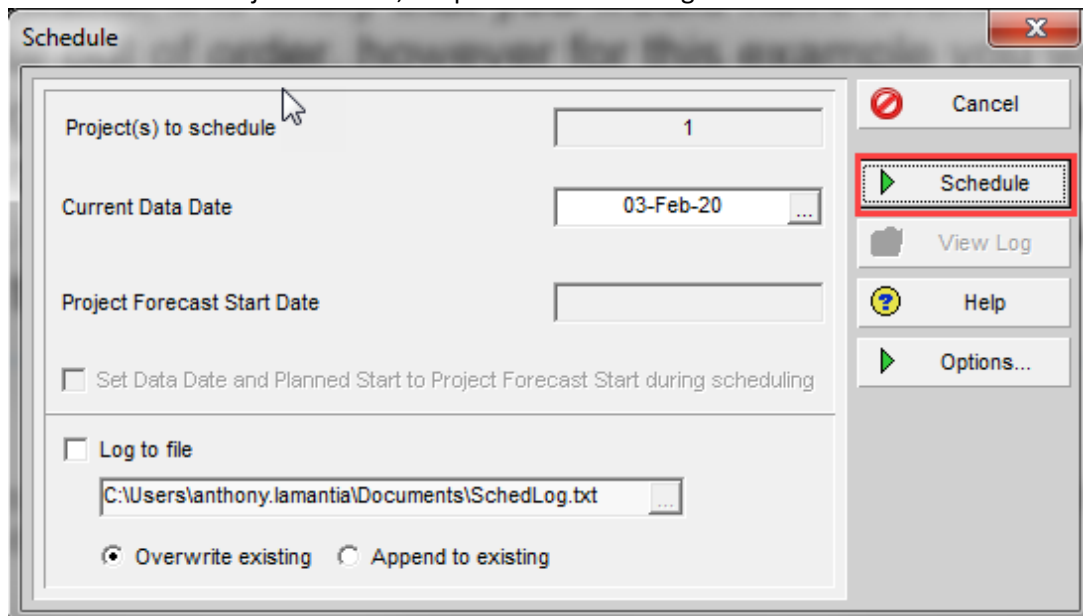 Schedule
Project(s) to schedule
1
Current Data Date
03-Feb-20
...
Project Forecast Start Date
Set Data Date and Planned Start to Project Forecast Start during scheduling
Log to file
C:\Users\anthony.lamantia\Documents\SchedLog.txt
...
Overwrite existing
Append to existing
Cancel
Schedule
View Log
Help
Options...